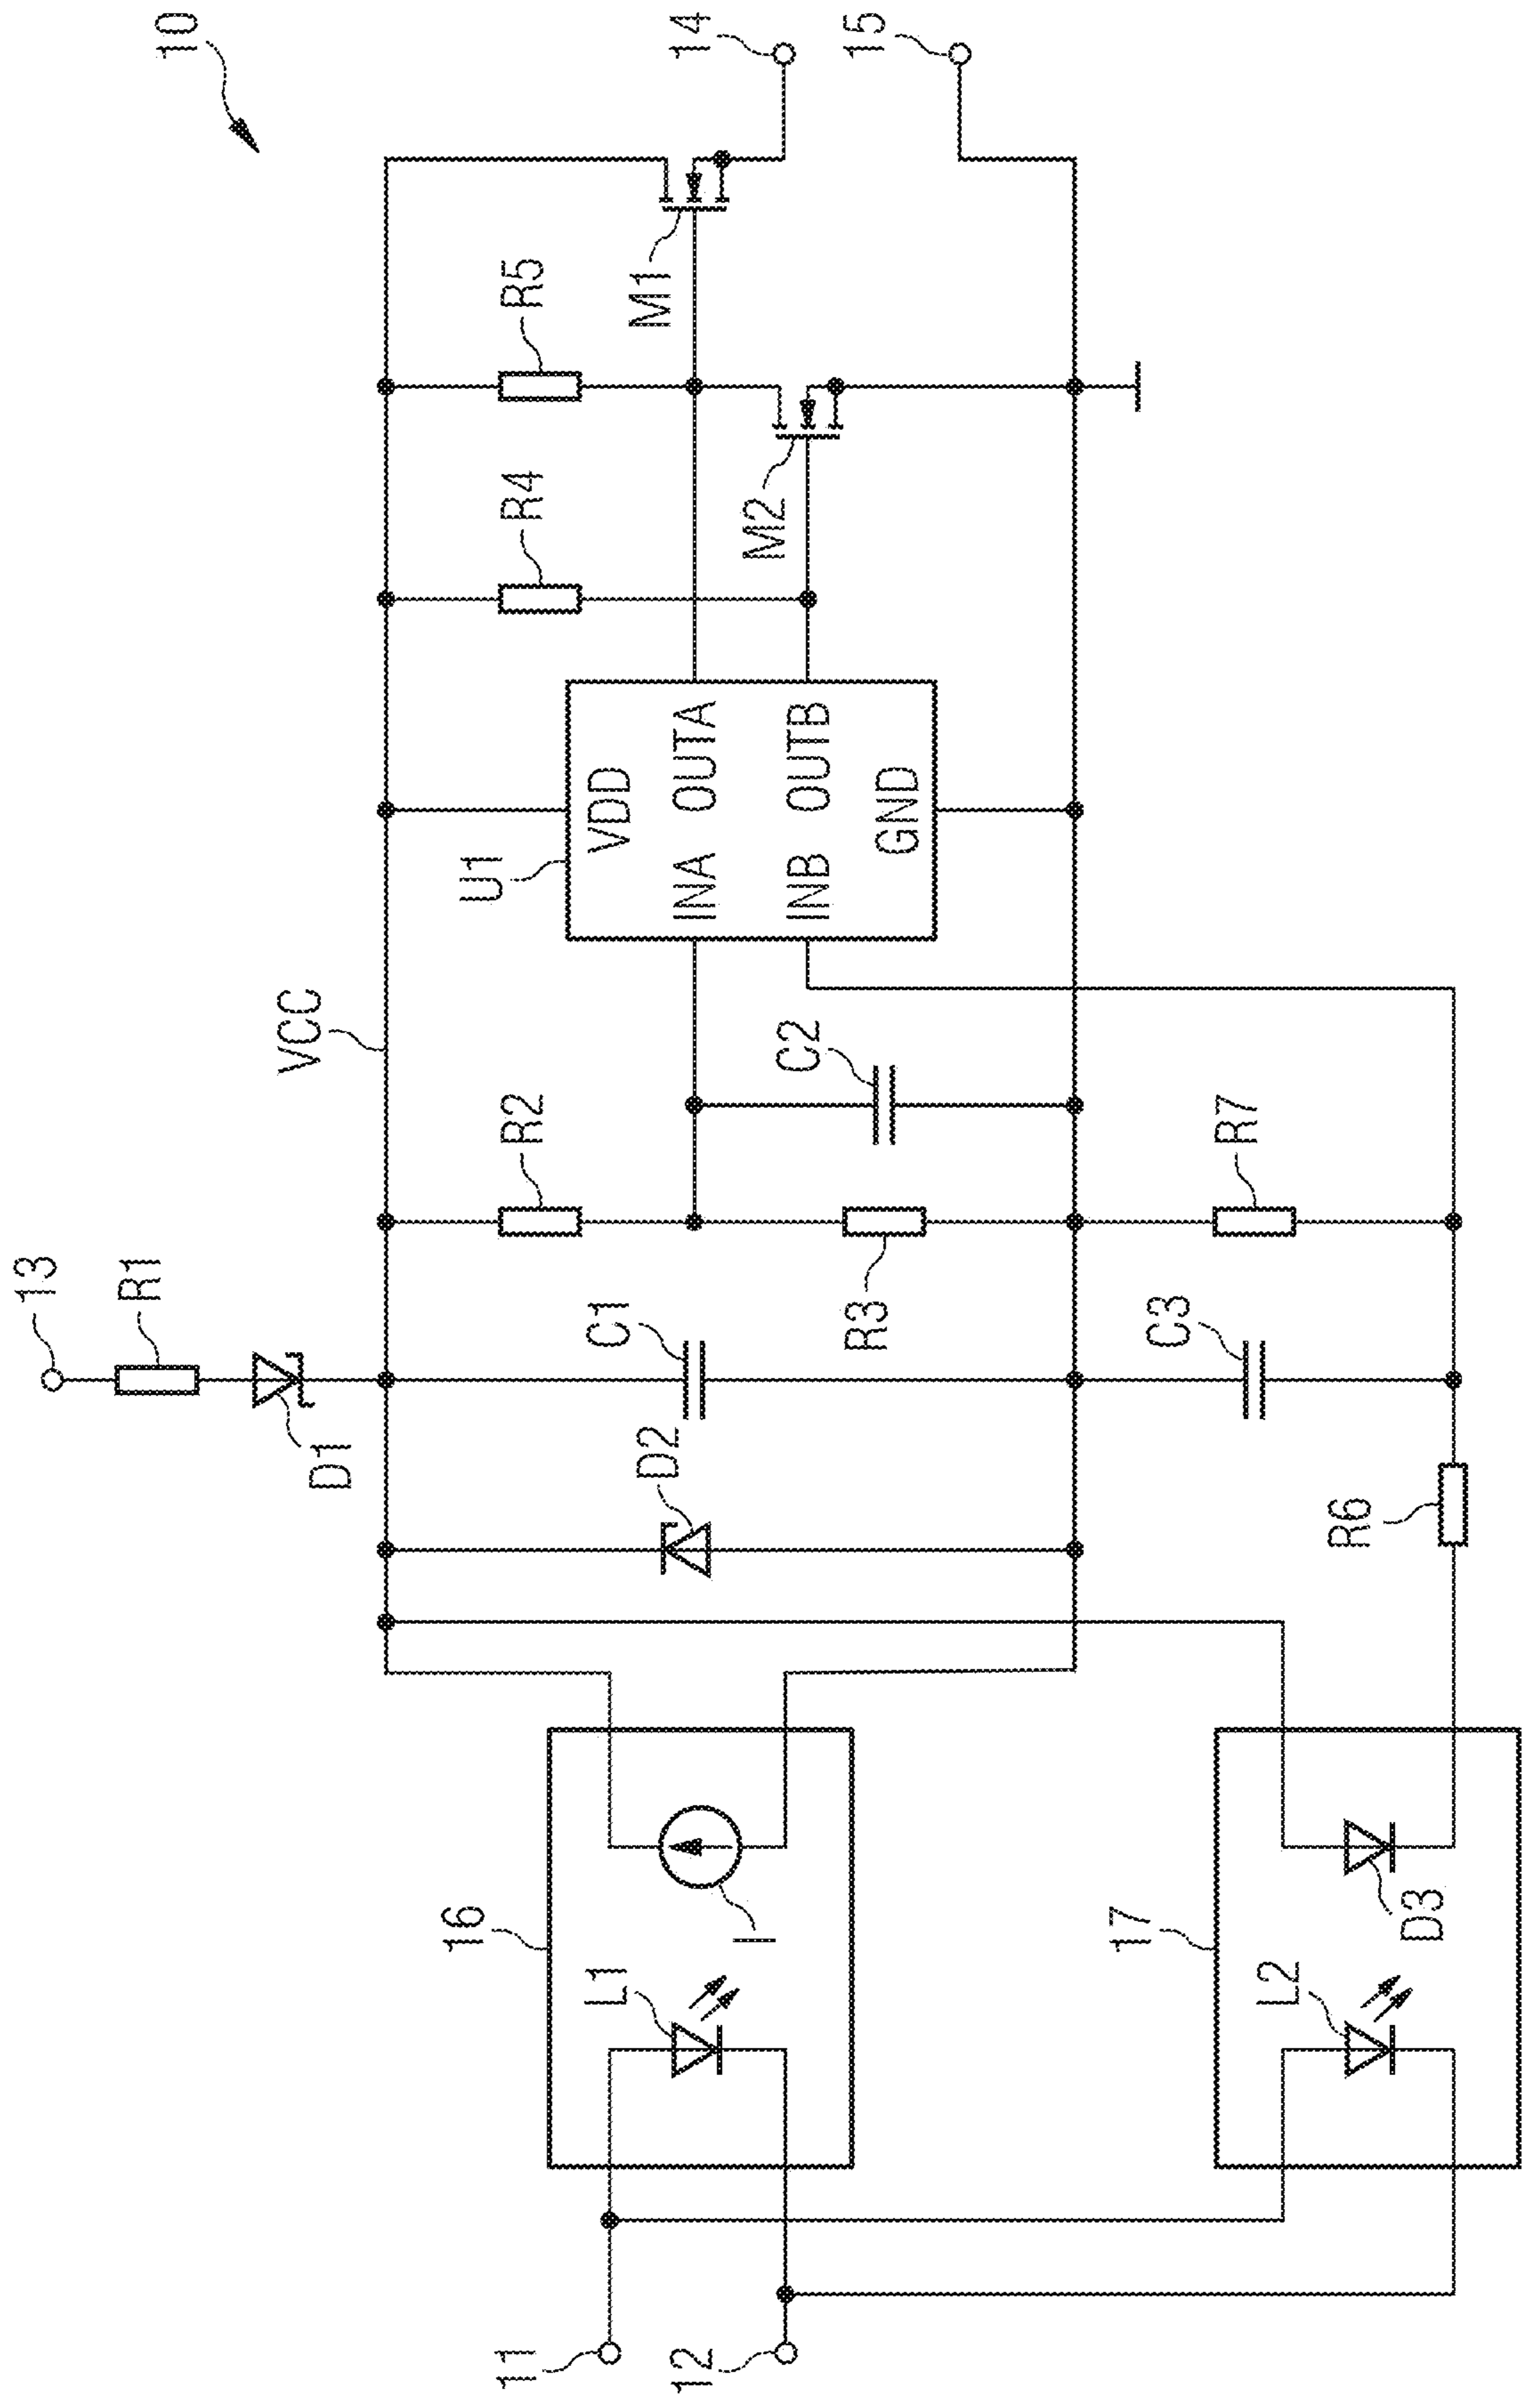 10
14
15
R5
M1
R4
M2
VDD
INA OUTA
INB OUTB
GND
U1
VCC
R2
C2
R7
13
R1
D1
C1
R3
C3
D2
R6
16
L1
I
17
L2
D3
11
12